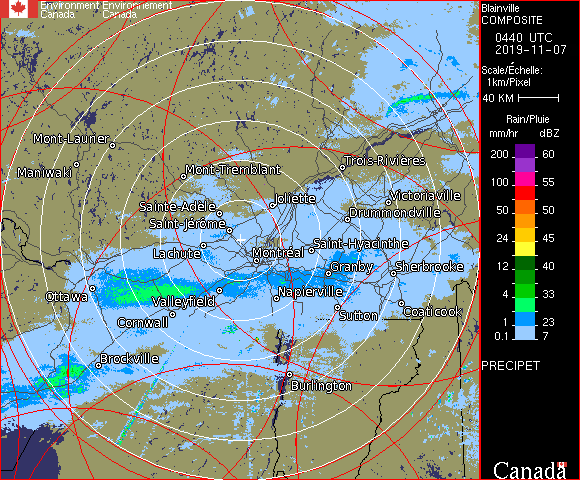 Environment Environnement
Canada Canada
Blainville
COMPOSITE
0440 UTC
2019-11-07
Scale/Échelle:
1km/Pixel
40 KM
Rain/Pluie
mm/hr dBZ
200 60
100 55
50 50
24 45
12 40
4 33
1 23
0.1 7
PRECIPET
Canada
Mont-Laurier
Maniwaki
Mont-Tremblant
Trois-Rivières
Joliette
Victoriaville
Sainte-Adèle
Drummondville
Saint-Jérôme
Lachute
Montréal
Saint-Hyacinthe
Granby
Sherbrooke
Ottawa
Valleyfield
Napierville
Cornwall
Sutton
Coaticook
Brockville
Burlington